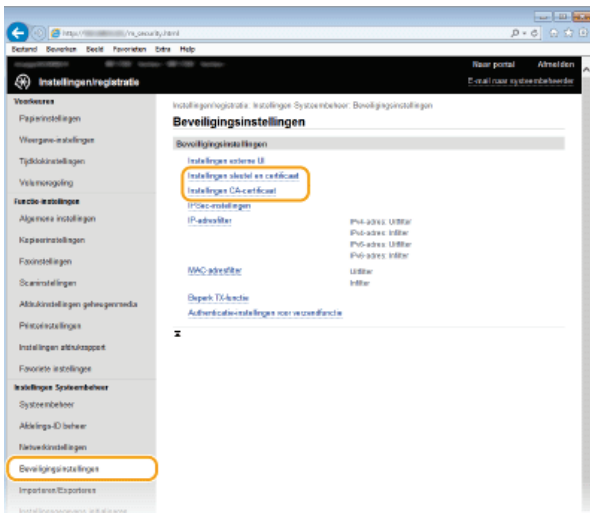 http://
/m_security.html
Bestand Bewerken Beeld Favorieten Extra Help
Naar portal Afmelden
Instellingen/registratie
E-mail naar systeembeheerder
Voorkeuren
Papierinstellingen
Weergave-instellingen
Tijdklokinstellingen
Volumeregeling
Functie-instellingen
Algemene instellingen
Kopieerinstellingen
Faxinstellingen
Scaninstellingen
Afdrukinstellingen geheugenmedia
Printerinstellingen
Instellingen afdrukrapport
Favoriete instellingen
Instellingen Systeembeheer
Systeembeheer
Afdelings-ID beheer
Netwerkinstellingen
Beveiligingsinstellingen
Importeren/Exporteren
Instellingen/registratie: Instellingen Systeembeheer: Beveiligingsinstellingen
Beveiligingsinstellingen
Beveiligingsinstellingen
Instellingen externe UI
Instellingen sleutel en certificaat
Instellingen CA-certificaat
IPSec-instellingen
IP-adresfilter
IPv4-adres: Uitfilter
IPv4-adres: Infilter
IPv6-adres: Uitfilter
IPv6-adres: Infilter
MAC-adresfilter
Uitfilter
Infilter
Beperk TX-functie
Authenticatie-instellingen voor verzendfunctie